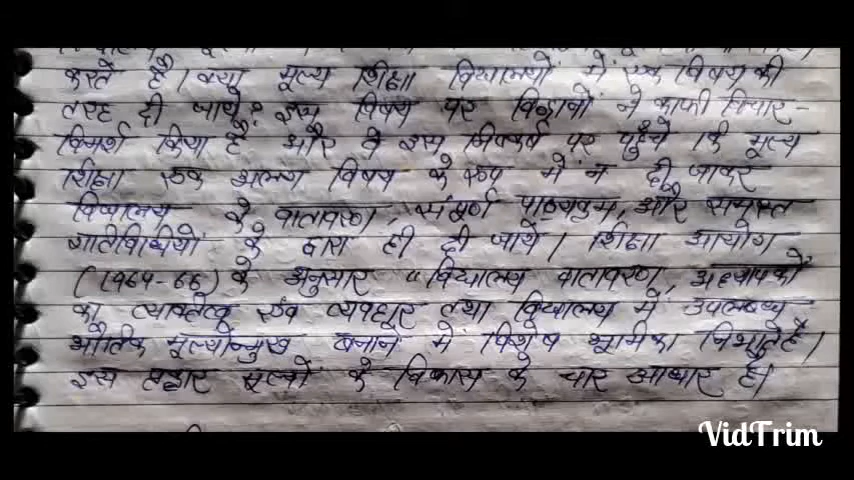 करते है। क्या मूल्य शिक्षा विद्यालयों में एक विषय की
तरह दी जाये? इस विषय पर विद्वानों ने काफी विचार-
विमर्श किया है और वे इस निष्कर्ष पर पहुँचे कि मूल्य
शिक्षा एक अलग विषय के रूप में न दी जाकर
विद्यालय के वातावरण, संपूर्ण पाठ्यक्रम, और समस्त
गतिविधियों के द्वारा ही दी जाये। शिक्षा आयोग
(1964-66) के अनुसार "विद्यालय वातावरण, अध्यापकों
का व्यक्तित्व एवं व्यवहार तथा विद्यालय में उपलब्ध
भौतिक मूल्योन्मुख बनाने में विशेष भूमिका निभाते है।
इस प्रकार मूल्यों के विकास के चार आधार है।
VidTrim